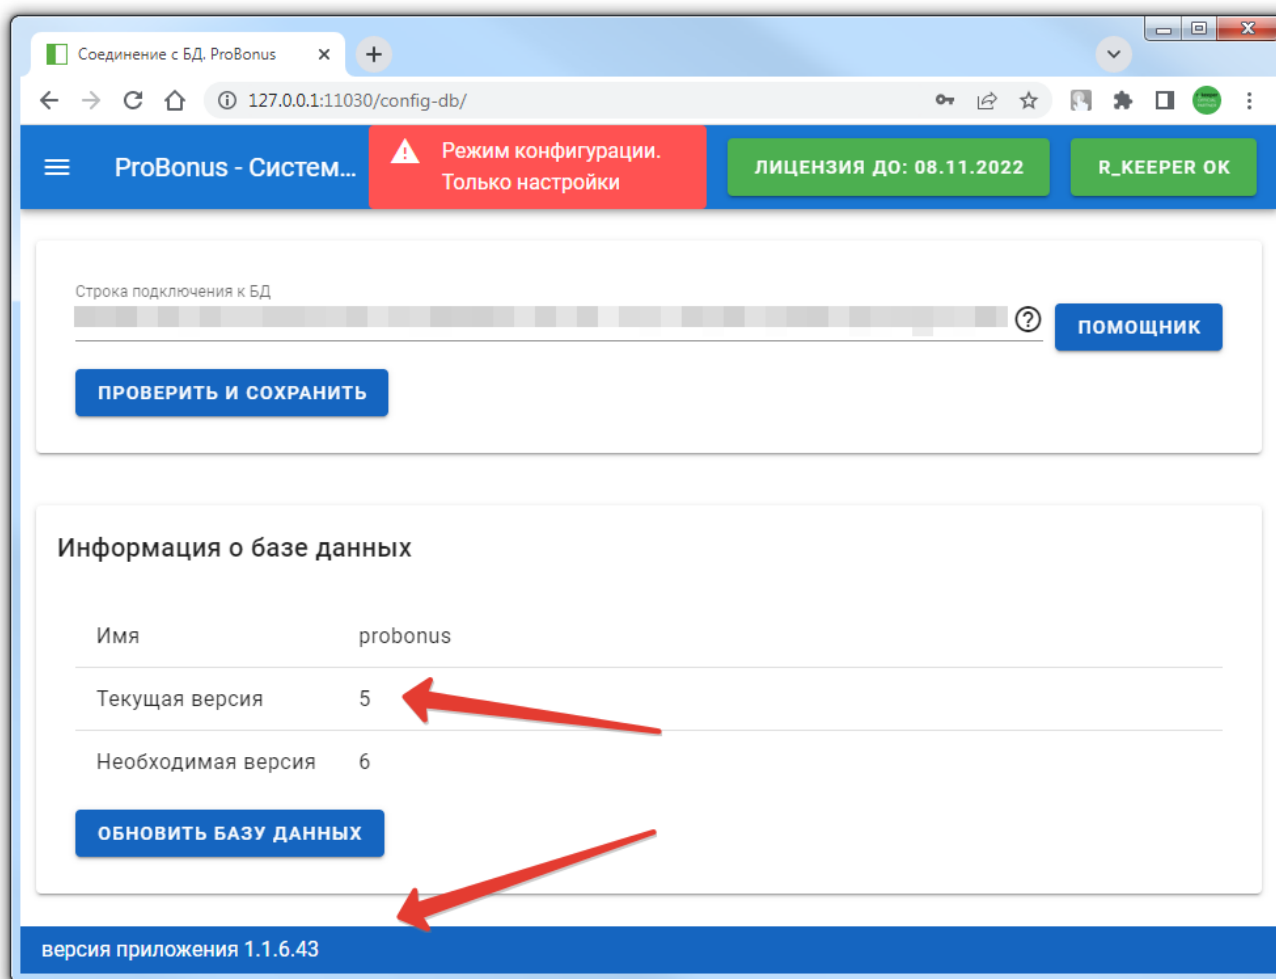 Соединение с БД. ProBonus
127.0.0.1:11030/config-db/
ProBonus - Систем...
Режим конфигурации.
Только настройки
ЛИЦЕНЗИЯ ДО: 08.11.2022
R_KEEPER OK
Строка подключения к БД
ПОМОЩНИК
ПРОВЕРИТЬ И СОХРАНИТЬ
Информация о базе данных
Имя probonus
Текущая версия 5
Необходимая версия 6
ОБНОВИТЬ БАЗУ ДАННЫХ
версия приложения 1.1.6.43